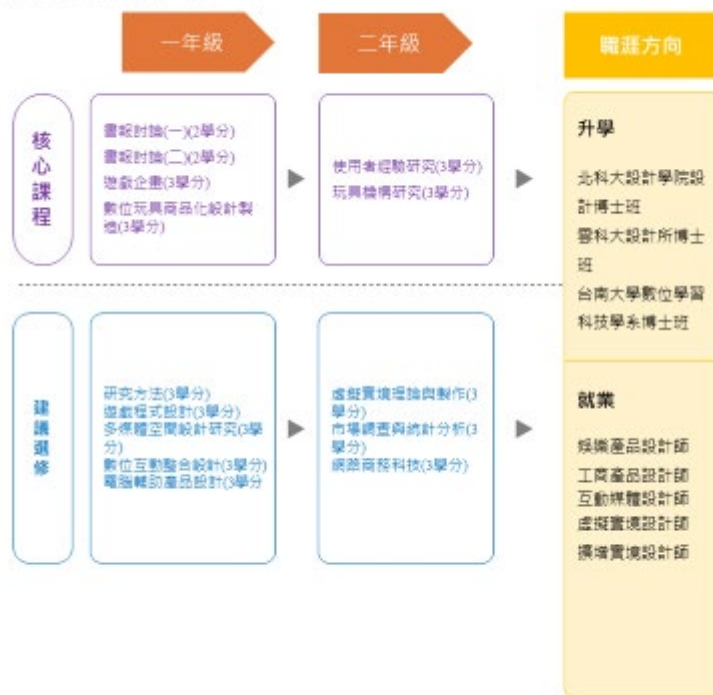 一年級
二年級
職涯方向
核心課程
書報討論(一)(2學分)
書報討論(二)(2學分)
遊戲企畫(3學分)
數位玩具商品化設計製
造(3學分)
使用者經驗研究(3學分)
玩具機構研究(3學分)
升學
北科大設計學院設
計博士班
雲科大設計所博士
班
台南大學數位學習
科技學系博士班
建議選修
研究方法(3學分)
遊戲程式設計(3學分)
多媒體空間設計研究(3學
分)
數位互動整合設計(3學分)
電腦輔助產品設計(3學分
虛擬實境理論與製作(3
學分)
市場調查與統計分析(3
學分)
網際商務科技(3學分)
就業
娛樂產品設計師
工商產品設計師
互動媒體設計師
虛擬實境設計師
擴增實境設計師